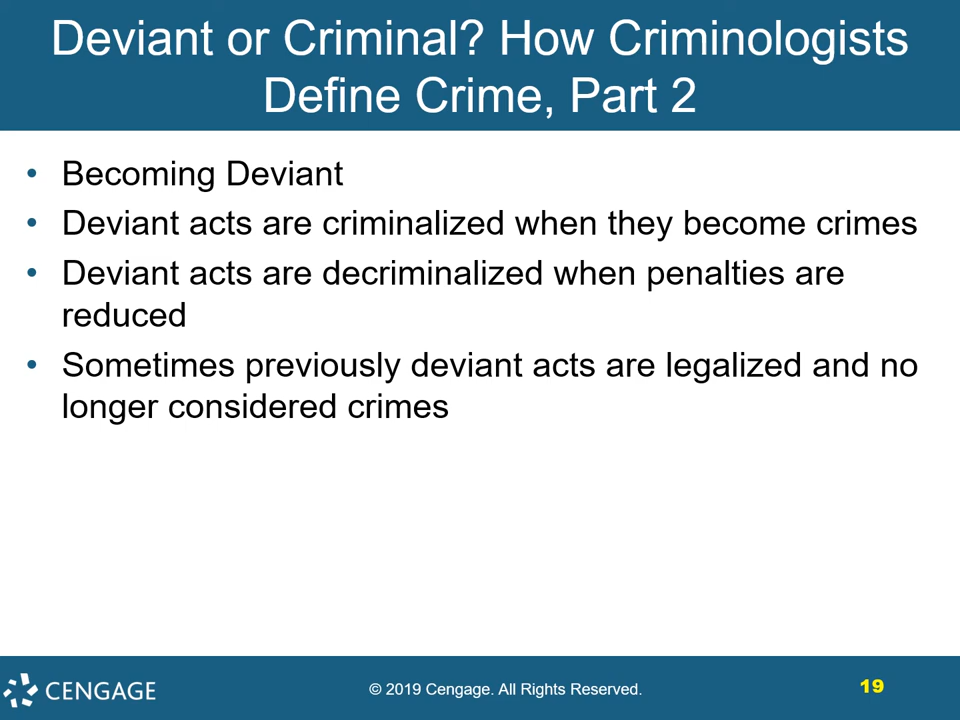 Deviant or Criminal? How Criminologists
Define Crime, Part 2
• Becoming Deviant
• Deviant acts are criminalized when they become crimes
• Deviant acts are decriminalized when penalties are
reduced
• Sometimes previously deviant acts are legalized and no
longer considered crimes
CENGAGE
© 2019 Cengage. All Rights Reserved.
19